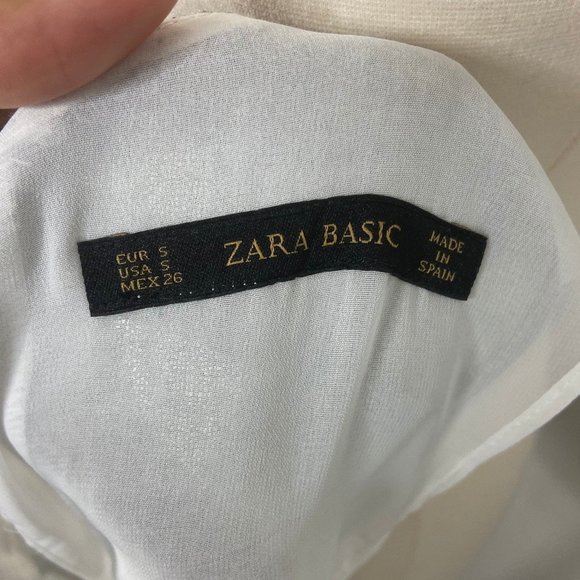 EUR S
USA S
MEX 26
ZARA BASIC
MADE
IN
SPAIN